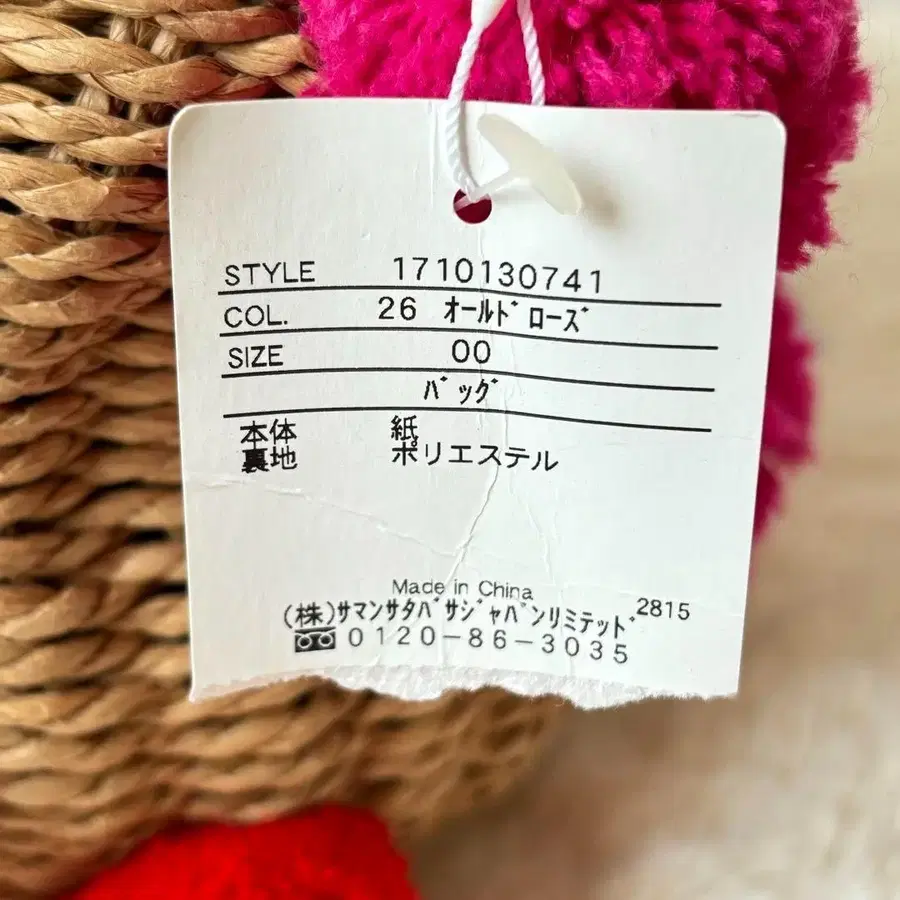 STYLE 1710130741
COL. 26 オールドローズ
SIZE 00
バッグ
本体 紙
裏地 ポリエステル
Made in China
(株)サマンサタバサジャパンリミテッド 2815
0120-86-3035